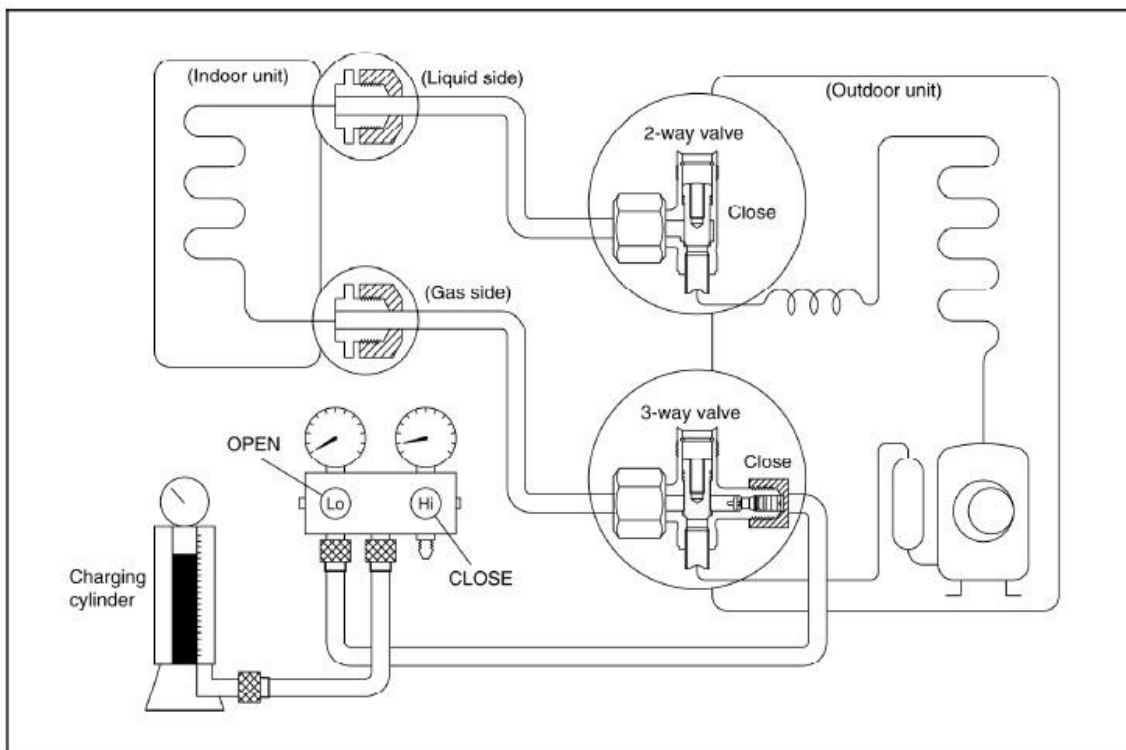 (Indoor unit)
(Liquid side)
(Outdoor unit)
2-way valve
Close
(Gas side)
3-way valve
Close
OPEN
Lo
Hi
CLOSE
Charging
cylinder